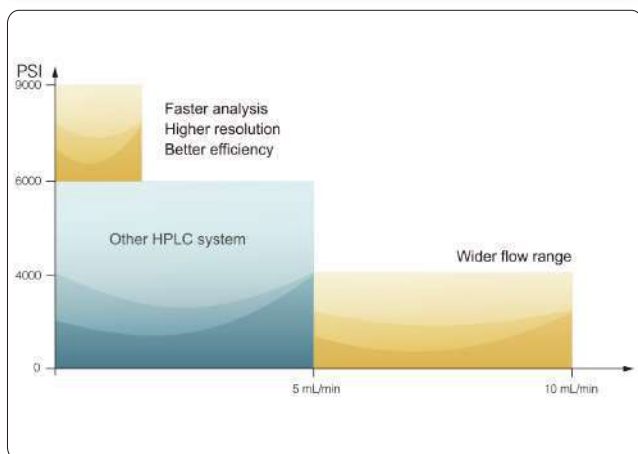 PSI
9000
Faster analysis
Higher resolution
Better efficiency
6000
Other HPLC system
Wider flow range
4000
0
5 mL/min
10 mL/min